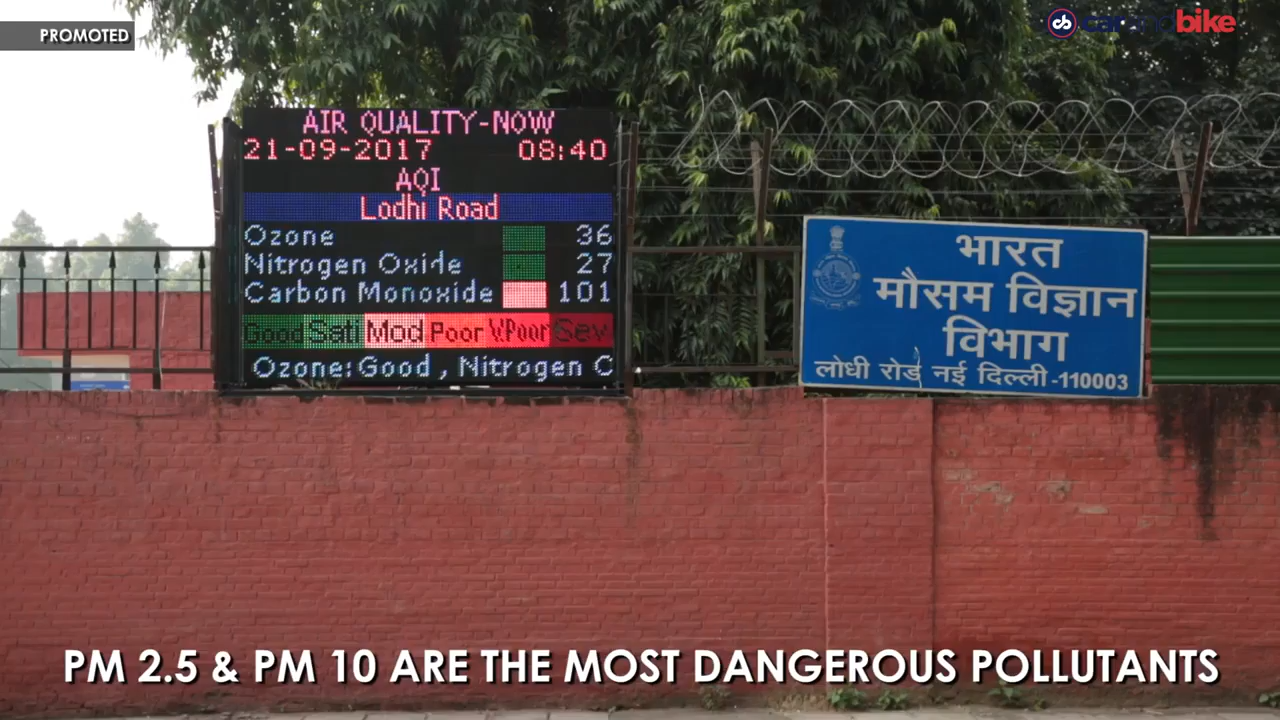 PROMOTED
carandbike
AIR QUALITY-NOW
21-09-2017 08:40
AQI
Lodhi Road
Ozone 36
Nitrogen Oxide 27
Carbon Monoxide 101
Good Sati Mod Poor V.Poor Sev
Ozone:Good , Nitrogen O
भारत
मौसम विज्ञान
विभाग
लोधी रोड नई दिल्ली-110003
PM 2.5 & PM 10 ARE THE MOST DANGEROUS POLLUTANTS